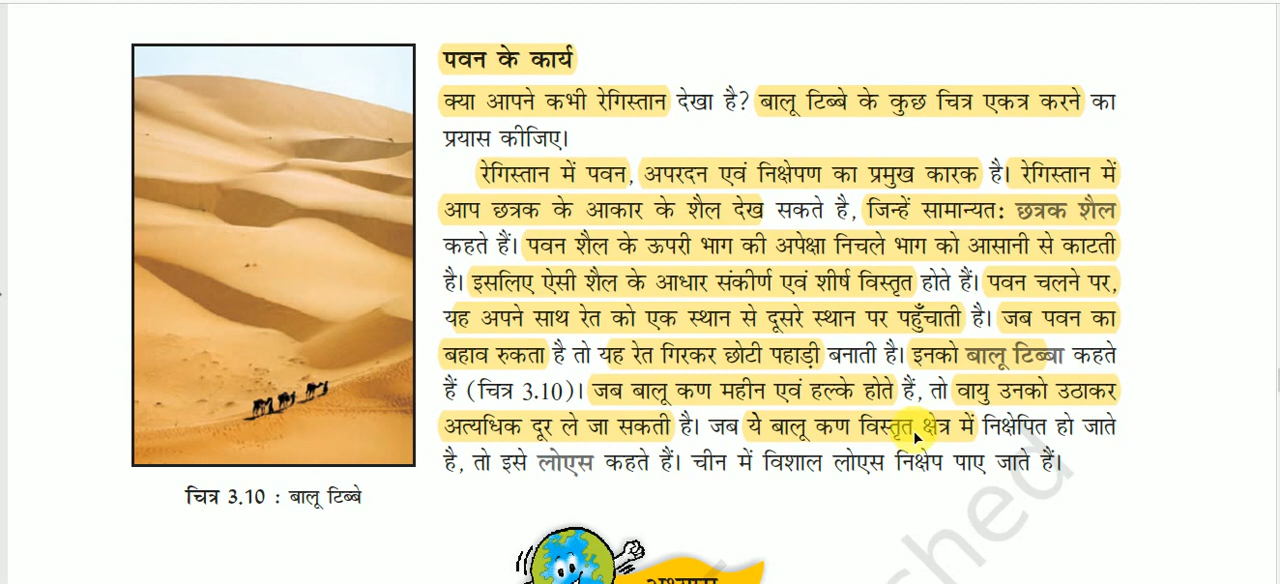 पवन के कार्य
क्या आपने कभी रेगिस्तान देखा है? बालू टिब्बे के कुछ चित्र एकत्र करने का
प्रयास कीजिए।
रेगिस्तान में पवन, अपरदन एवं निक्षेपण का प्रमुख कारक है। रेगिस्तान में
आप छत्रक के आकार के शैल देख सकते है, जिन्हें सामान्यत: छत्रक शैल
कहते हैं। पवन शैल के ऊपरी भाग की अपेक्षा निचले भाग को आसानी से काटती
है। इसलिए ऐसी शैल के आधार संकीर्ण एवं शीर्ष विस्तृत होते हैं। पवन चलने पर,
यह अपने साथ रेत को एक स्थान से दूसरे स्थान पर पहुँचाती है। जब पवन का
बहाव रुकता है तो यह रेत गिरकर छोटी पहाड़ी बनाती है। इनको बालू टिब्बा कहते
हैं (चित्र 3.10)। जब बालू कण महीन एवं हल्के होते हैं, तो वायु उनको उठाकर
अत्यधिक दूर ले जा सकती है। जब ये बालू कण विस्तृत क्षेत्र में निक्षेपित हो जाते
है, तो इसे लोएस कहते हैं। चीन में विशाल लोएस निक्षेप पाए जाते हैं।
चित्र 3.10 : बालू टिब्बे
shed